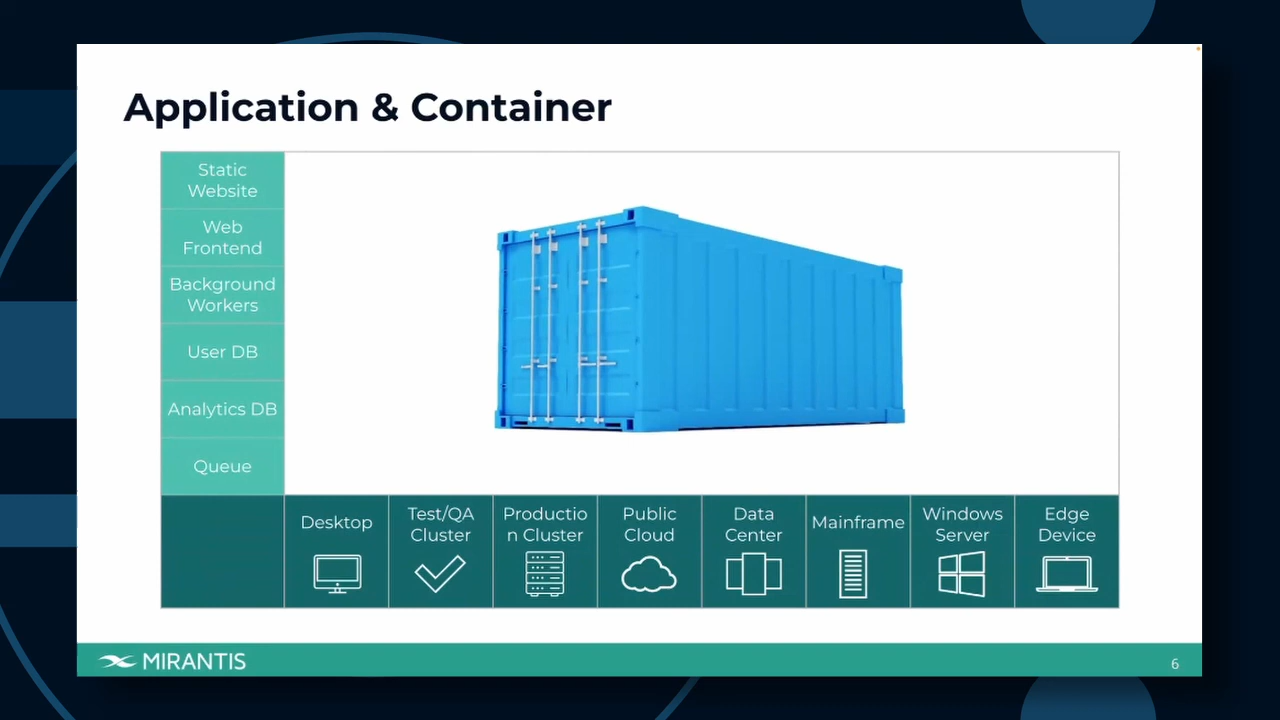 Application & Container
Static
Website
Web
Frontend
Background
Workers
User DB
Analytics DB
Queue
Desktop
Test/QA
Cluster
Productio
n Cluster
Public
Cloud
Data
Center
Mainframe
Windows
Server
Edge
Device
MIRANTIS
6